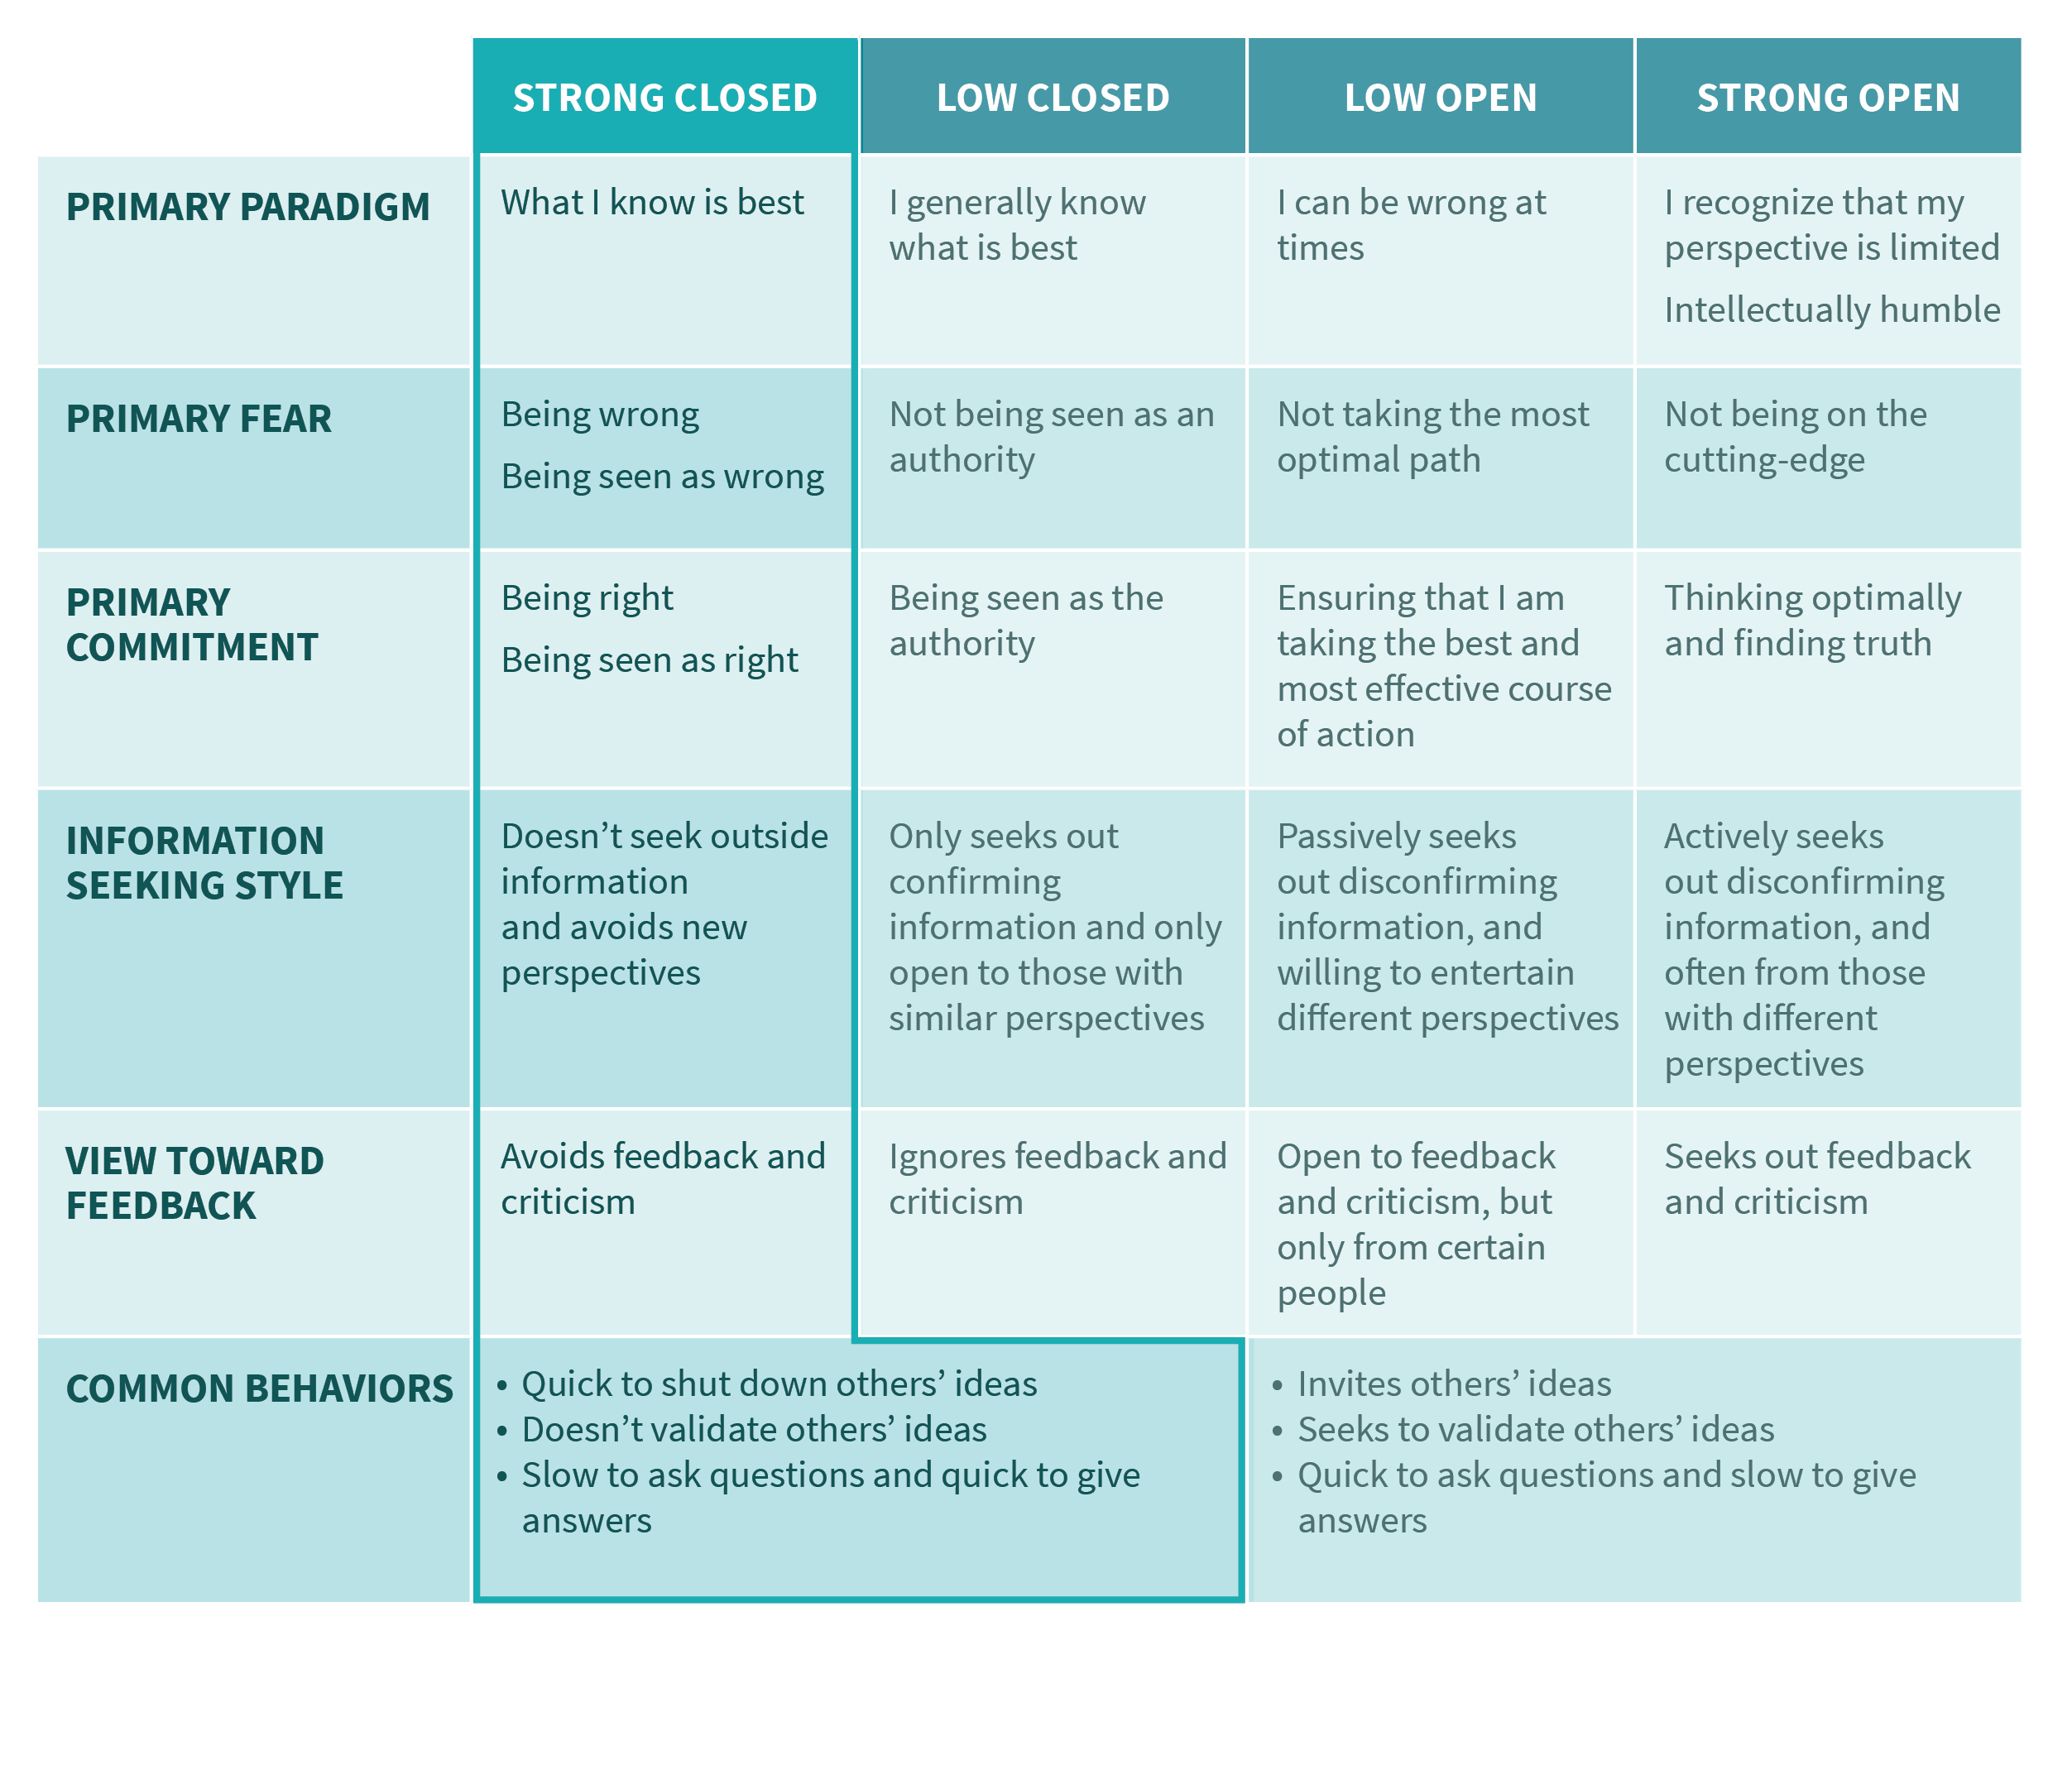 STRONG CLOSED
LOW CLOSED
LOW OPEN
STRONG OPEN
PRIMARY PARADIGM
What I know is best
I generally know
what is best
I can be wrong at
times
I recognize that my
perspective is limited
Intellectually humble
PRIMARY FEAR
Being wrong
Being seen as wrong
Not being seen as an
authority
Not taking the most
optimal path
Not being on the
cutting-edge
PRIMARY
COMMITMENT
Being right
Being seen as right
Being seen as the
authority
Ensuring that I am
taking the best and
most effective course
of action
Thinking optimally
and finding truth
INFORMATION
SEEKING STYLE
Doesn’t seek outside
information
and avoids new
perspectives
Only seeks out
confirming
information and only
open to those with
similar perspectives
Passively seeks
out disconfirming
information, and
willing to entertain
different perspectives
Actively seeks
out disconfirming
information, and
often from those
with different
perspectives
VIEW TOWARD
FEEDBACK
Avoids feedback and
criticism
Ignores feedback and
criticism
Open to feedback
and criticism, but
only from certain
people
Seeks out feedback
and criticism
COMMON BEHAVIORS
• Quick to shut down others’ ideas
• Doesn’t validate others’ ideas
• Slow to ask questions and quick to give
answers
• Invites others’ ideas
• Seeks to validate others’ ideas
• Quick to ask questions and slow to give
answers